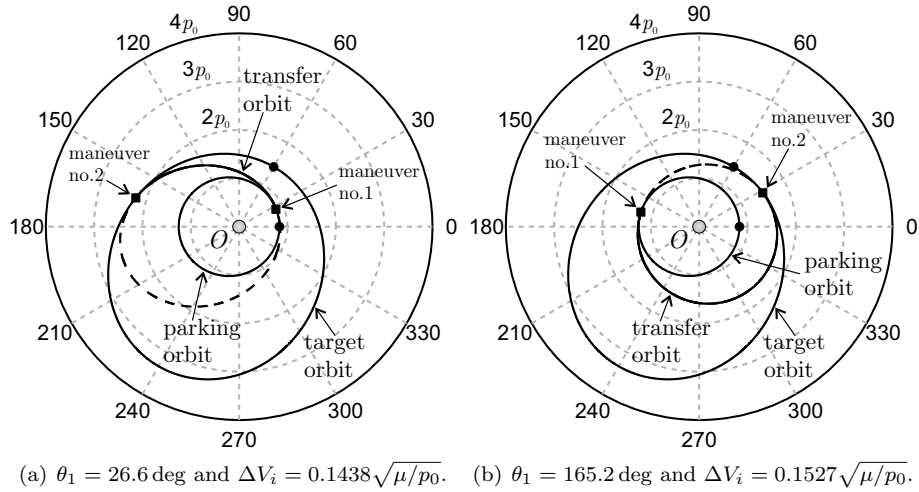 90
4p₀
120
60
3p₀
transfer
orbit
150
2p₀
30
maneuver
no.2
maneuver
no.1
180
O
0
parking
orbit
target
orbit
210
330
240
300
270
(a) θ₁ = 26.6 deg and ΔVᵢ = 0.1438√μ/p₀.
90
4p₀
120
60
3p₀
150
2p₀
30
maneuver
no.1
maneuver
no.2
180
O
0
parking
orbit
transfer
orbit
target
orbit
210
330
240
300
270
(b) θ₁ = 165.2 deg and ΔVᵢ = 0.1527√μ/p₀.